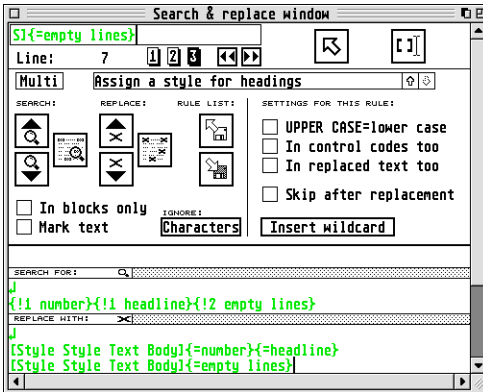 Search & replace window
S]{=empty lines}
Line: 7 1 2 3
Multi Assign a style for headings
SEARCH: REPLACE: RULE LIST: SETTINGS FOR THIS RULE:
UPPER CASE=lower case
In control codes too
In replaced text too
Skip after replacement
In blocks only
IGNORE:
Mark text Characters Insert wildcard
SEARCH FOR:
{!1 number}{!1 headline}{!2 empty lines}
REPLACE WITH:
[Style Style Text Body]{=number}{=headline}
[Style Style Text Body]{=empty lines}